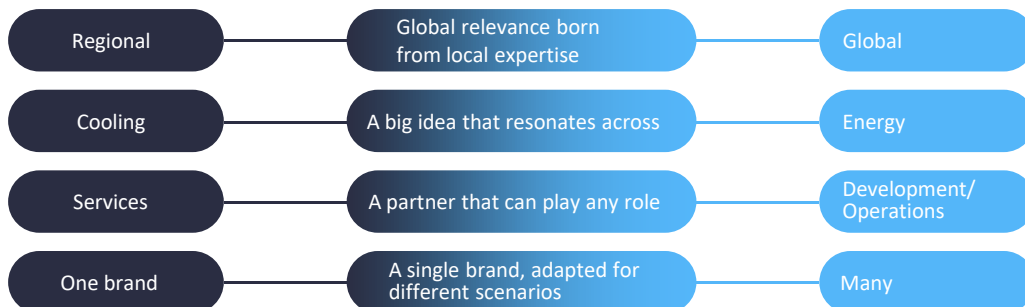 Regional
Global relevance born
from local expertise
Global
Cooling
A big idea that resonates across
Energy
Services
A partner that can play any role
Development/
Operations
One brand
A single brand, adapted for
different scenarios
Many